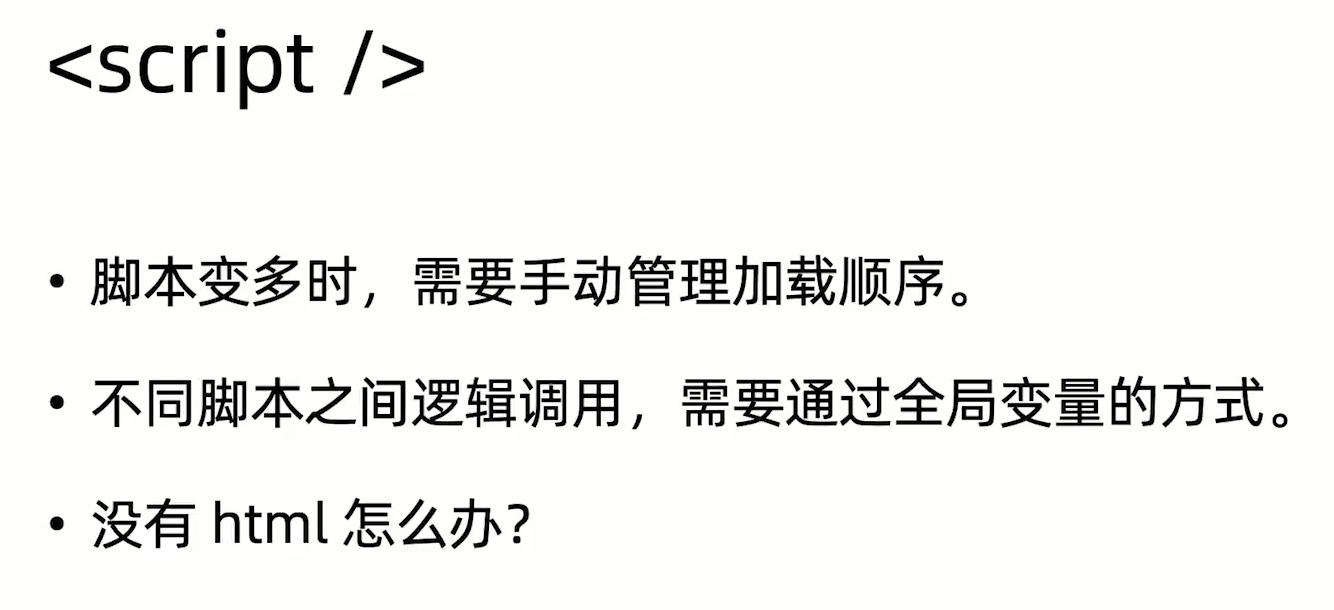 <script />
• 脚本变多时，需要手动管理加载顺序。
• 不同脚本之间逻辑调用，需要通过全局变量的方式。
• 没有 html 怎么办？